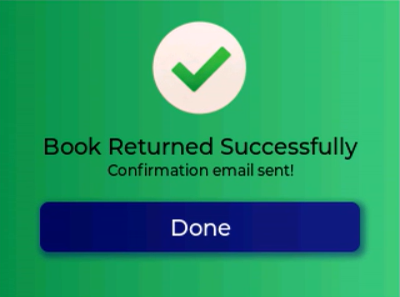 Book Returned Successfully
Confirmation email sent!
Done